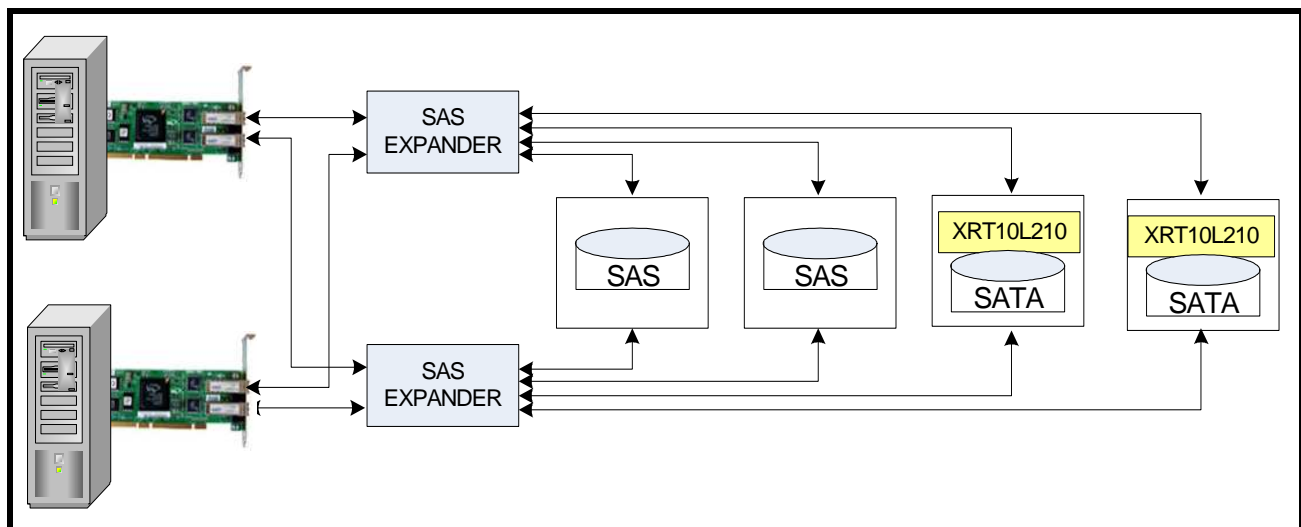 SAS
EXPANDER
SAS
SAS
XRT10L210
SATA
XRT10L210
SATA
SAS
EXPANDER